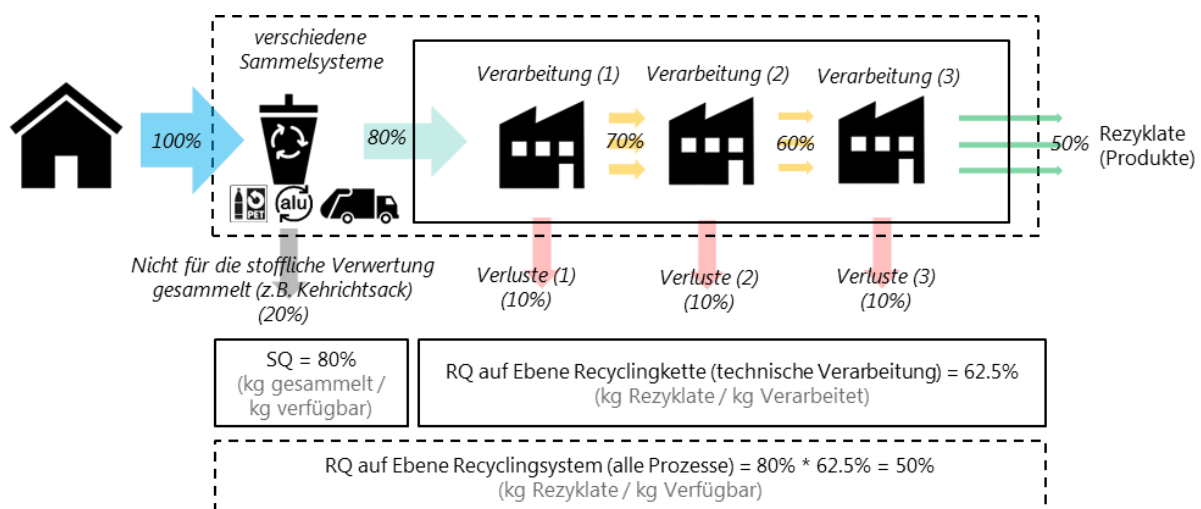 verschiedene
Sammelsysteme
Verarbeitung (1)
Verarbeitung (2)
Verarbeitung (3)
100%
80%
70%
60%
50%
Rezyklate
(Produkte)
PET
alu
Nicht für die stoffliche Verwertung
gesammelt (z.B. Kehrichtsack)
(20%)
Verluste (1)
(10%)
Verluste (2)
(10%)
Verluste (3)
(10%)
SQ = 80%
(kg gesammelt /
kg verfügbar)
RQ auf Ebene Recyclingkette (technische Verarbeitung) = 62.5%
(kg Rezyklate / kg Verarbeitet)
RQ auf Ebene Recyclingsystem (alle Prozesse) = 80% * 62.5% = 50%
(kg Rezyklate / kg Verfügbar)